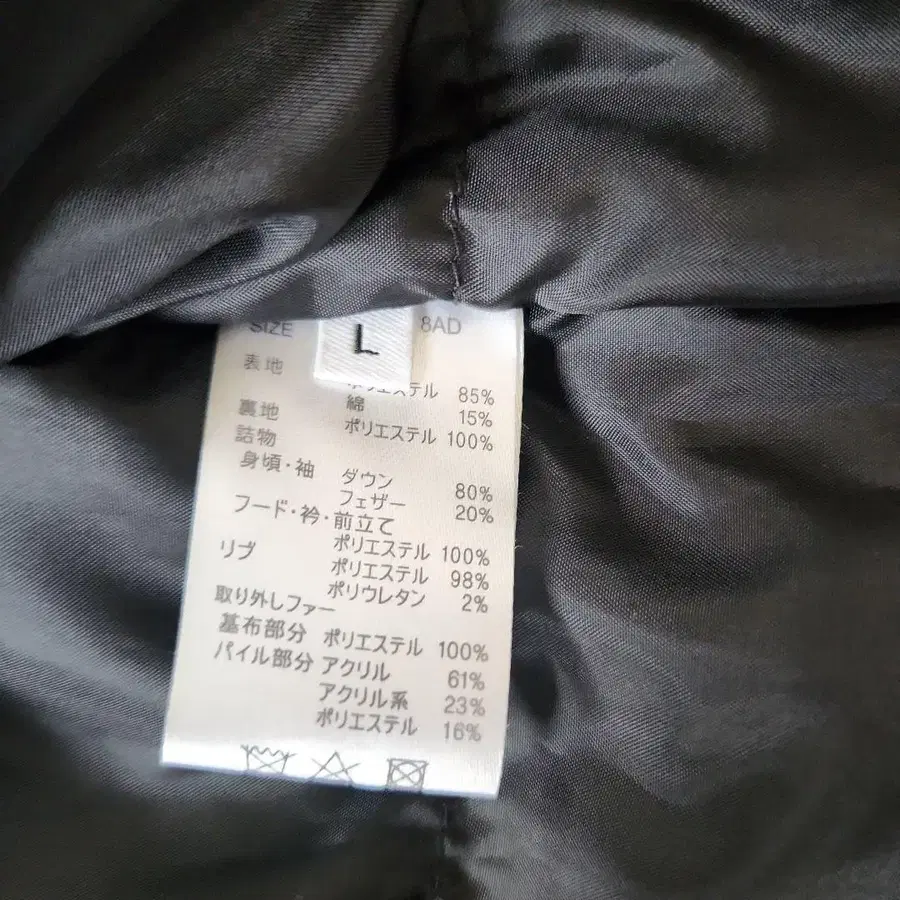 SIZE L 8AD
表地 ポリエステル 85%
綿 15%
裏地 ポリエステル 100%
詰物
身頃・袖 ダウン 80%
フェザー 20%
フード・衿・前立て
ポリエステル 100%
リブ ポリエステル 98%
ポリウレタン 2%
取り外しファー
基布部分 ポリエステル 100%
パイル部分 アクリル 61%
アクリル系 23%
ポリエステル 16%